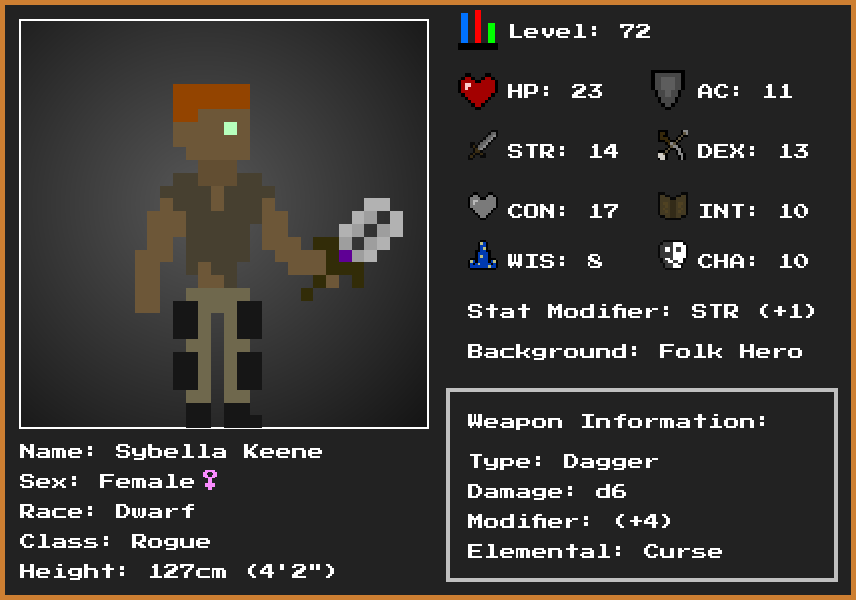 Level: 72
HP: 23
AC: 11
STR: 14
DEX: 13
CON: 17
INT: 10
WIS: 8
CHA: 10
Stat Modifier: STR (+1)
Background: Folk Hero
Weapon Information:
Type: Dagger
Damage: d6
Modifier: (+4)
Elemental: Curse
Name: Sybella Keene
Sex: Female♀
Race: Dwarf
Class: Rogue
Height: 127cm (4'2")